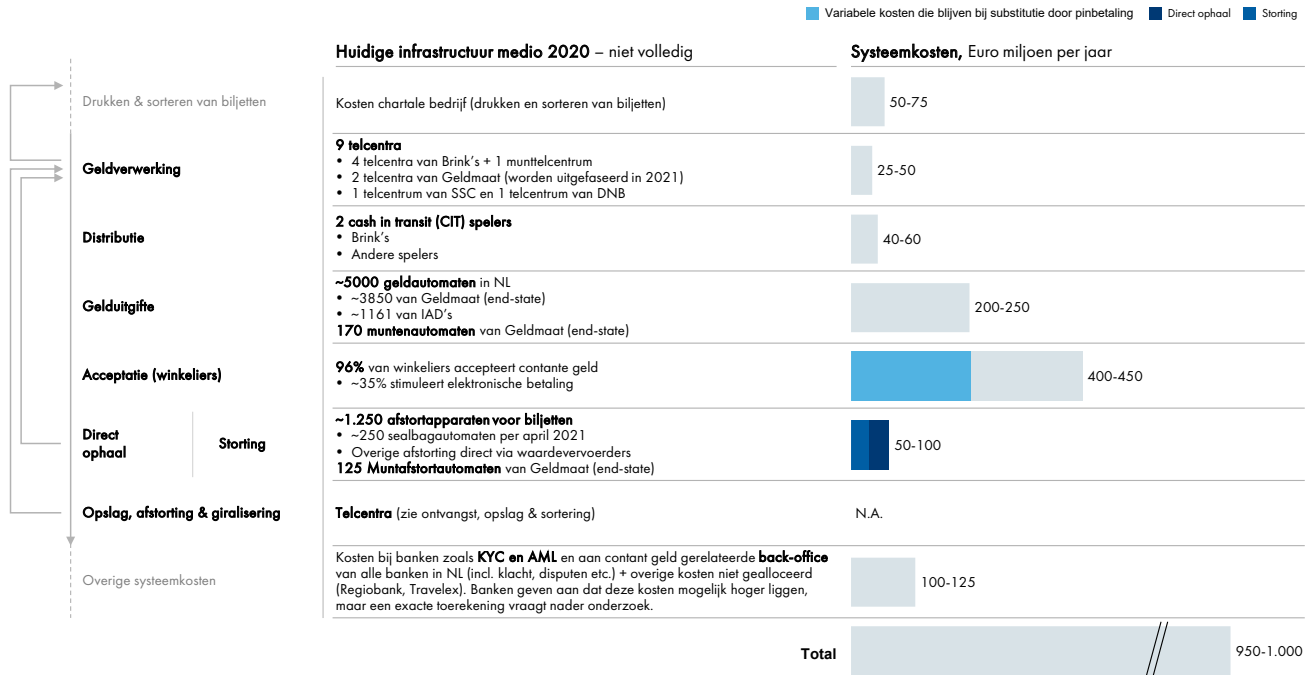 Variabele kosten die blijven bij substitutie door pinbetaling Direct ophaal Storting
Huidige infrastructuur medio 2020 – niet volledig
Systeemkosten, Euro miljoen per jaar
Drukken & sorteren van biljetten
Kosten chartale bedrijf (drukken en sorteren van biljetten)
50-75
Geldverwerking
9 telcentra
• 4 telcentra van Brink's + 1 munttelcentrum
• 2 telcentra van Geldmaat (worden uitgefaseerd in 2021)
• 1 telcentrum van SSC en 1 telcentrum van DNB
25-50
Distributie
2 cash in transit (CIT) spelers
• Brink's
• Andere spelers
40-60
Gelduitgifte
~5000 geldautomaten in NL
• ~3850 van Geldmaat (end-state)
• ~1161 van IAD's
170 muntenautomaten van Geldmaat (end-state)
200-250
Acceptatie (winkeliers)
96% van winkeliers accepteert contante geld
• ~35% stimuleert elektronische betaling
400-450
Direct
ophaal
Storting
~1.250 afstortapparaten voor biljetten
• ~250 sealbagautomaten per april 2021
• Overige afstorting direct via waardevervoerders
125 Muntafstortautomaten van Geldmaat (end-state)
50-100
Opslag, afstorting & giralisering
Telcentra (zie ontvangst, opslag & sortering)
N.A.
Overige systeemkosten
Kosten bij banken zoals KYC en AML en aan contant geld gerelateerde back-office
van alle banken in NL (incl. klacht, disputen etc.) + overige kosten niet gealloceerd
(Regiobank, Travelex). Banken geven aan dat deze kosten mogelijk hoger liggen,
maar een exacte toerekening vraagt nader onderzoek.
100-125
Total
950-1.000